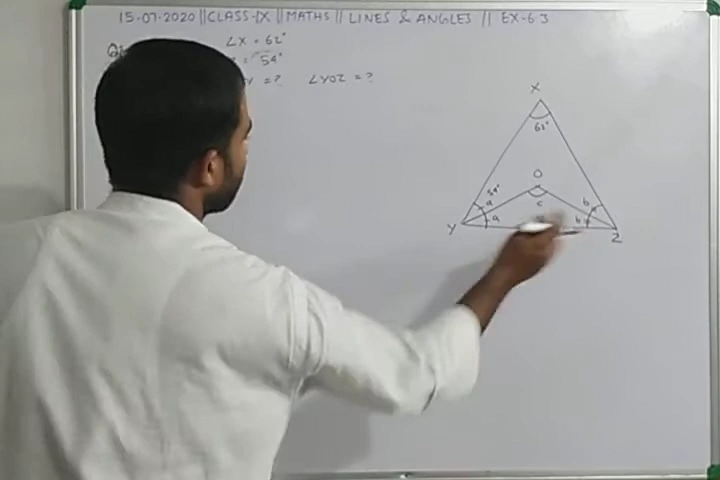 15-07-2020 || CLASS-IX || MATHS || LINES & ANGLES || EX-6.3
∠X = 62°
= 54°
= ? ∠YOZ = ?
X
62°
O
54°
a
c
b
a
b
Y
Z